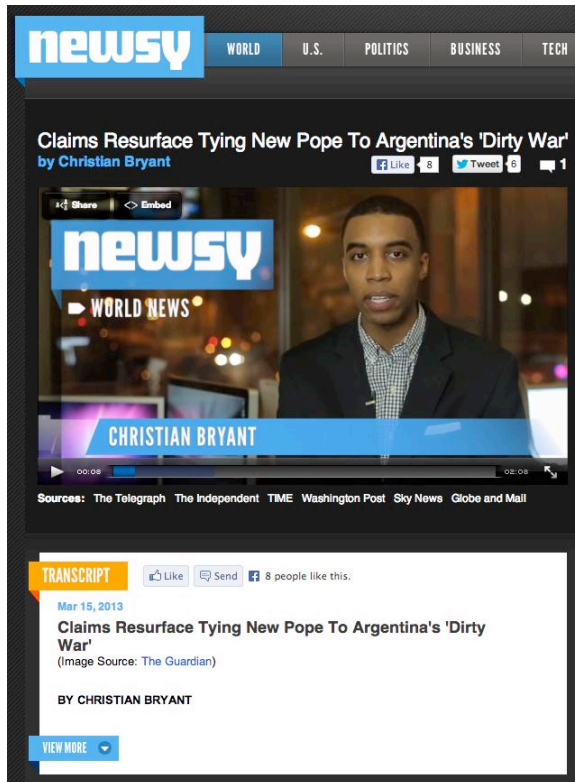 newsy
WORLD U.S. POLITICS BUSINESS TECH
Claims Resurface Tying New Pope To Argentina's 'Dirty War'
by Christian Bryant
Like 8 Tweet 6 1
Share Embed
newsy
WORLD NEWS
CHRISTIAN BRYANT
00:08 02:08
Sources: The Telegraph The Independent TIME Washington Post Sky News Globe and Mail
TRANSCRIPT
Like Send 8 people like this.
Mar 15, 2013
Claims Resurface Tying New Pope To Argentina's 'Dirty
War'
(Image Source: The Guardian)
BY CHRISTIAN BRYANT
VIEW MORE